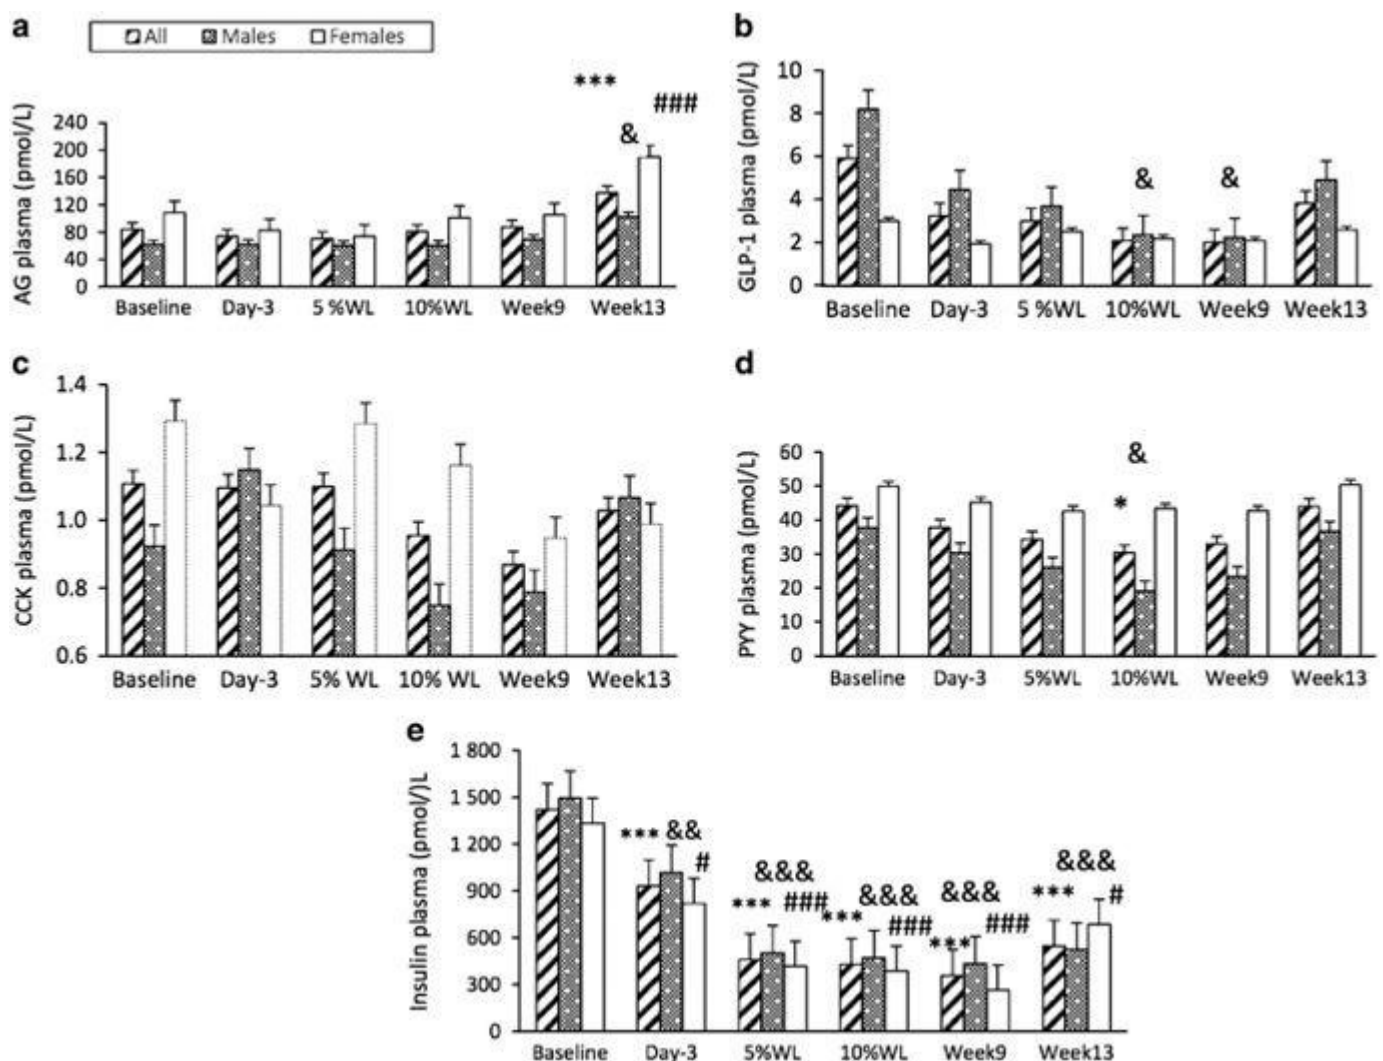 a
All Males Females
***
###
&
AG plasma (pmol/L)
240
200
160
120
80
40
0
Baseline Day-3 5 %WL 10%WL Week9 Week13
b
GLP-1 plasma (pmol/L)
10
8
6
4
2
0
& &
Baseline Day-3 5 %WL 10%WL Week9 Week13
c
CCK plasma (pmol/L)
1.4
1.2
1.0
0.8
0.6
Baseline Day-3 5% WL 10% WL Week9 Week13
d
PYY plasma (pmol/L)
60
50
40
30
20
10
0
&
*
Baseline Day-3 5%WL 10%WL Week9 Week13
e
Insulin plasma (pmol/)L
1 800
1 500
1 200
900
600
300
0
*** && #
*** &&& ###
*** &&& ###
*** &&& ###
*** &&& #
Baseline Day-3 5%WL 10%WL Week9 Week13